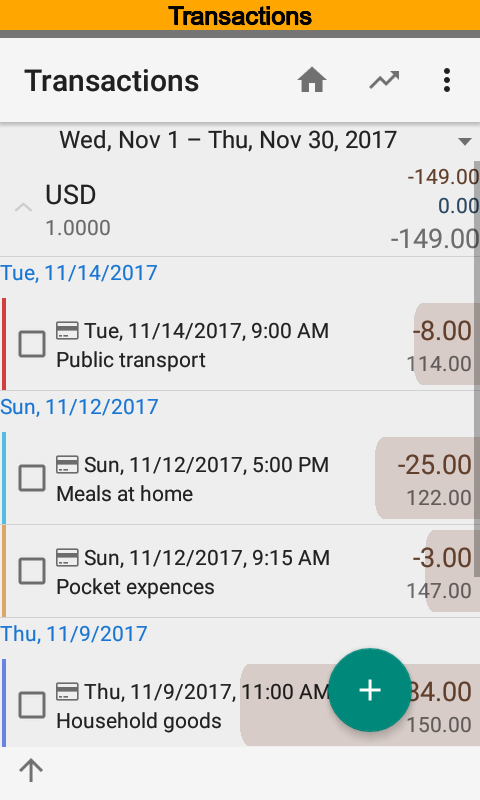 Transactions
Transactions
Wed, Nov 1 – Thu, Nov 30, 2017
USD
-149.00
0.00
1.0000
-149.00
Tue, 11/14/2017
Tue, 11/14/2017, 9:00 AM
-8.00
Public transport
114.00
Sun, 11/12/2017
Sun, 11/12/2017, 5:00 PM
-25.00
Meals at home
122.00
Sun, 11/12/2017, 9:15 AM
-3.00
Pocket expences
147.00
Thu, 11/9/2017
Thu, 11/9/2017, 11:00 AM
Household goods
150.00